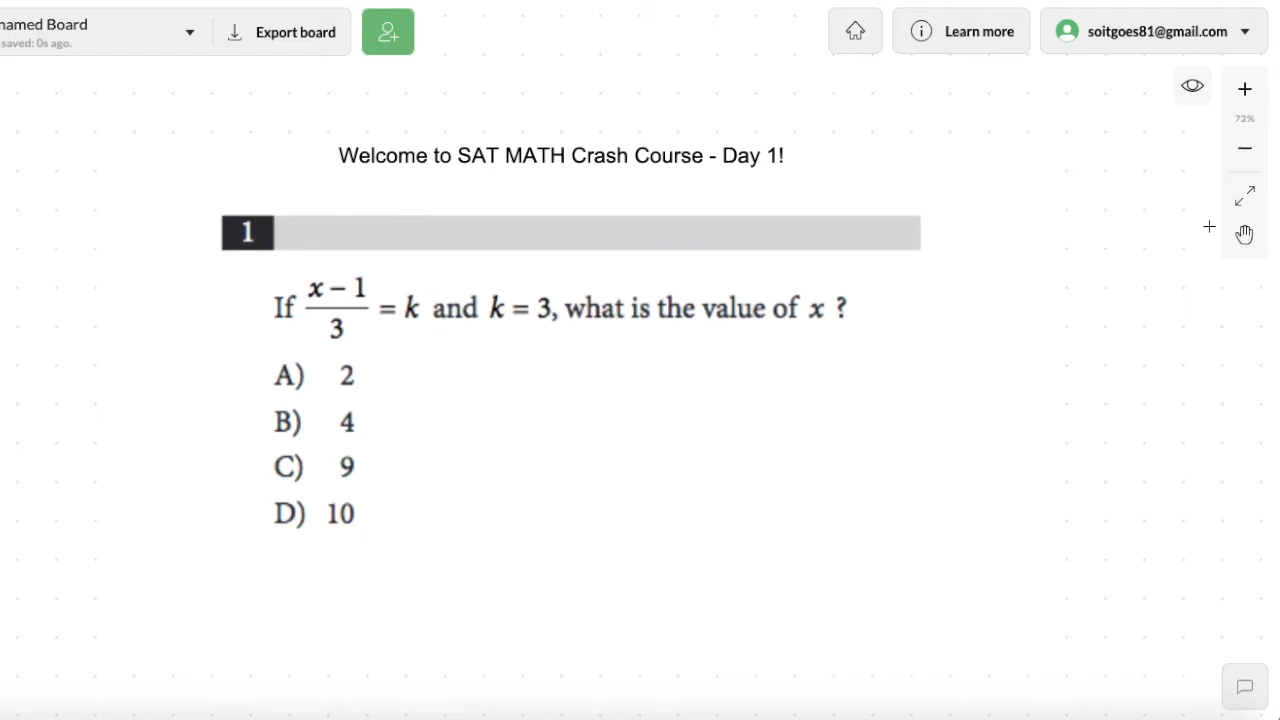 named Board
saved: 0s ago.
Export board
Learn more
soitgoes81@gmail.com
72%
Welcome to SAT MATH Crash Course - Day 1!
1
If (x − 1)/3 = k and k = 3, what is the value of x ?
A) 2
B) 4
C) 9
D) 10